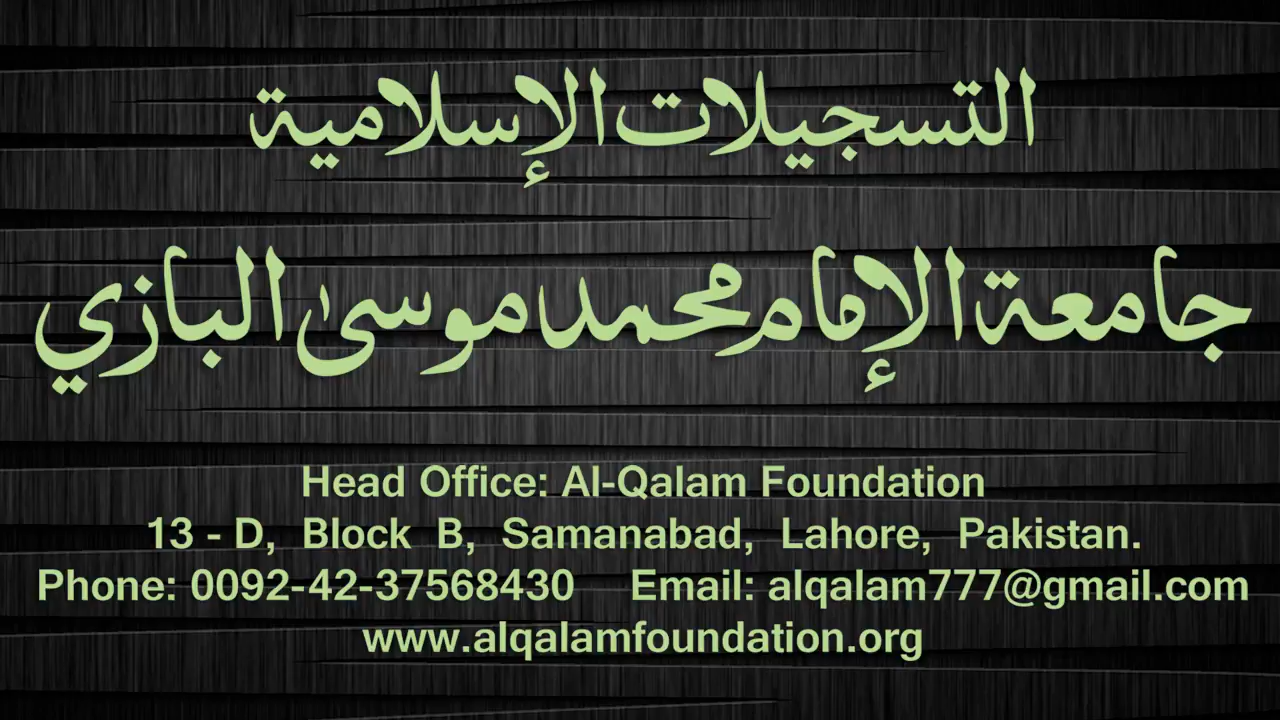 التسجيلات الإسلامية
جامعة الإمام محمد موسىٰ البازي
Head Office: Al-Qalam Foundation
13 - D, Block B, Samanabad, Lahore, Pakistan.
Phone: 0092-42-37568430 Email: alqalam777@gmail.com
www.alqalamfoundation.org